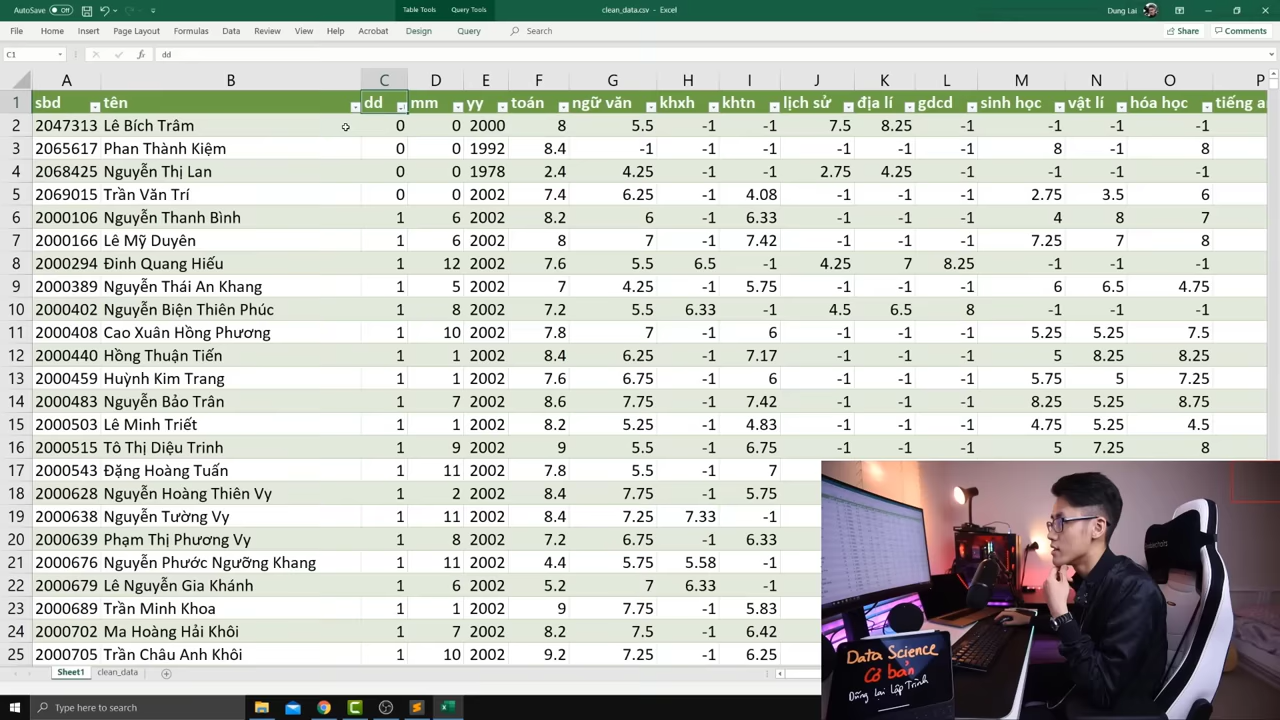 AutoSave Off Table Tools Query Tools clean_data.csv - Excel Dung Lai
File Home Insert Draw Page Layout Formulas Data Review View Help Acrobat Design Query Search Share Comments
C1 fx dd
A B C D E F G H I J K L M N O P
1 sbd tên dd mm yy toán ngữ văn khxh khtn lịch sử địa lí gdcd sinh học vật lí hóa học tiếng a
2 2047313 Lê Bích Trâm 0 0 2000 8 5.5 -1 -1 7.5 8.25 -1 -1 -1 -1
3 2065617 Phan Thành Kiệm 0 0 1992 8.4 -1 -1 -1 -1 -1 -1 8 -1 8
4 2068425 Nguyễn Thị Lan 0 0 1978 2.4 4.25 -1 -1 2.75 4.25 -1 -1 -1 -1
5 2069015 Trần Văn Trí 0 0 2002 7.4 6.25 -1 4.08 -1 -1 -1 2.75 3.5 6
6 2000106 Nguyễn Thanh Bình 1 6 2002 8.2 6 -1 6.33 -1 -1 -1 4 8 7
7 2000166 Lê Mỹ Duyên 1 6 2002 8 7 -1 7.42 -1 -1 -1 7.25 7 8
8 2000294 Đinh Quang Hiếu 1 12 2002 7.6 5.5 6.5 -1 4.25 7 8.25 -1 -1 -1
9 2000389 Nguyễn Thái An Khang 1 5 2002 7 4.25 -1 5.75 -1 -1 -1 6 6.5 4.75
10 2000402 Nguyễn Biện Thiên Phúc 1 8 2002 7.2 5.5 6.33 -1 4.5 6.5 8 -1 -1 -1
11 2000408 Cao Xuân Hồng Phương 1 10 2002 7.8 7 -1 6 -1 -1 -1 5.25 5.25 7.5
12 2000440 Hồng Thuận Tiến 1 1 2002 8.4 6.25 -1 7.17 -1 -1 -1 5 8.25 8.25
13 2000459 Huỳnh Kim Trang 1 1 2002 7.6 6.75 -1 6 -1 -1 -1 5.75 5 7.25
14 2000483 Nguyễn Bảo Trân 1 7 2002 8.6 7.75 -1 7.42 -1 -1 -1 8.25 5.25 8.75
15 2000503 Lê Minh Triết 1 1 2002 8.2 5.25 -1 4.83 -1 -1 -1 4.75 5.25 4.5
16 2000515 Tô Thị Diệu Trinh 1 9 2002 9 5.5 -1 6.75 -1 -1 -1 5 7.25 8
17 2000543 Đặng Hoàng Tuấn 1 11 2002 7.8 5.5 -1 7
18 2000628 Nguyễn Hoàng Thiên Vy 1 2 2002 8.4 7.75 -1 5.75
19 2000638 Nguyễn Tường Vy 1 11 2002 8.4 7.25 7.33 -1
20 2000639 Phạm Thị Phương Vy 1 8 2002 7.2 6.75 -1 6.33
21 2000676 Nguyễn Phước Ngưỡng Khang 1 11 2002 4.4 5.75 5.58 -1
22 2000679 Lê Nguyễn Gia Khánh 1 6 2002 5.2 7 6.33 -1
23 2000689 Trần Minh Khoa 1 1 2002 9 7.75 -1 5.83
24 2000702 Ma Hoàng Hải Khôi 1 7 2002 8.2 7.5 -1 6.42
25 2000705 Trần Châu Anh Khôi 1 10 2002 9.2 7.25 -1 6.25
Data Science
Cơ bản
Dũng lại Lập Trình
Sheet1 clean_data
Type here to search